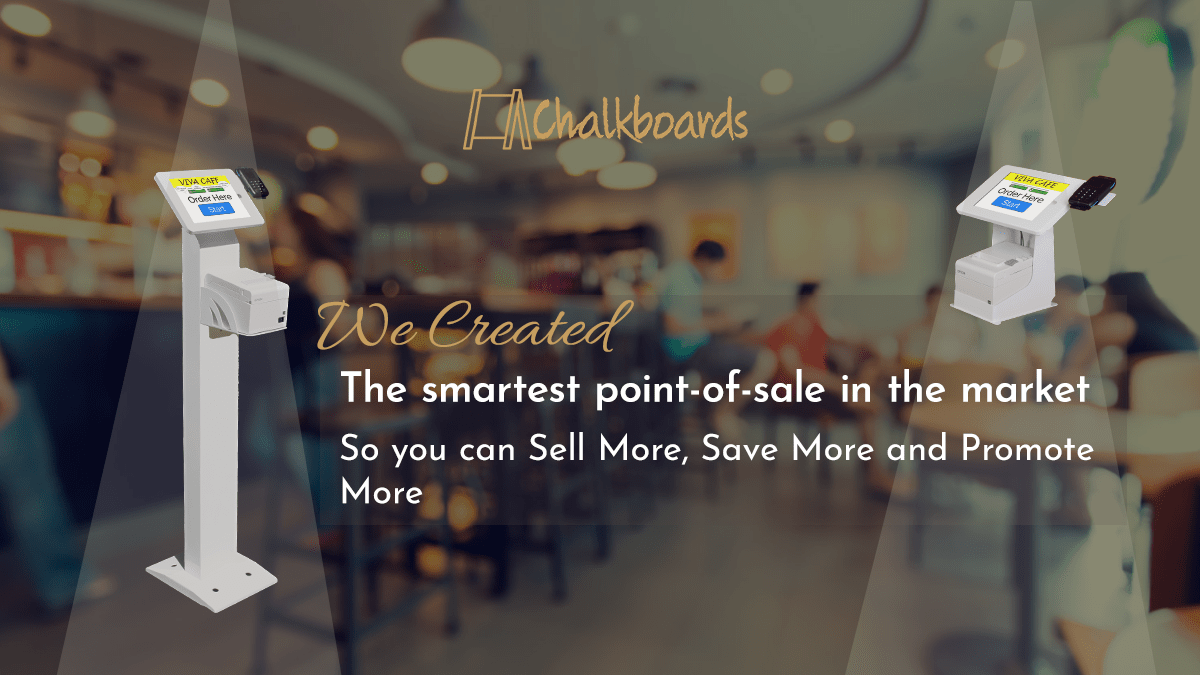 Chalkboards
VIVA CAFE
Order Here
Start
VIVA CAFE
Order Here
Start
We Created
The smartest point-of-sale in the market
So you can Sell More, Save More and Promote
More